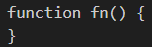 function fn() {
}